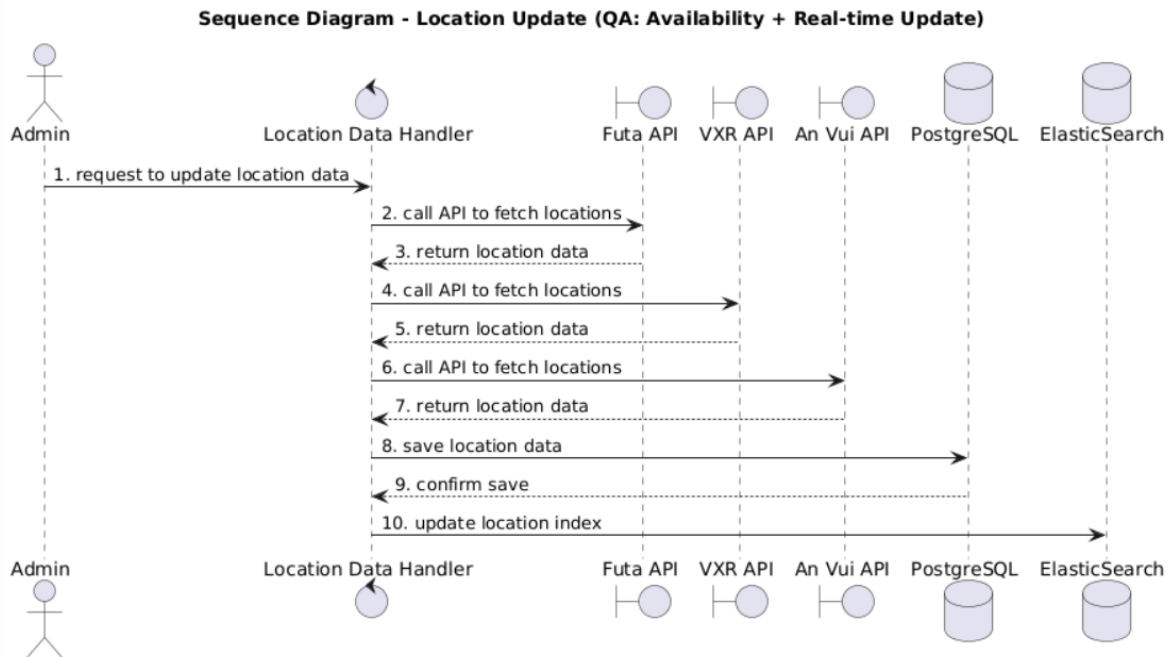 Sequence Diagram - Location Update (QA: Availability + Real-time Update)
Admin
Location Data Handler
Futa API
VXR API
An Vui API
PostgreSQL
ElasticSearch
1. request to update location data
2. call API to fetch locations
3. return location data
4. call API to fetch locations
5. return location data
6. call API to fetch locations
7. return location data
8. save location data
9. confirm save
10. update location index
Admin
Location Data Handler
Futa API
VXR API
An Vui API
PostgreSQL
ElasticSearch